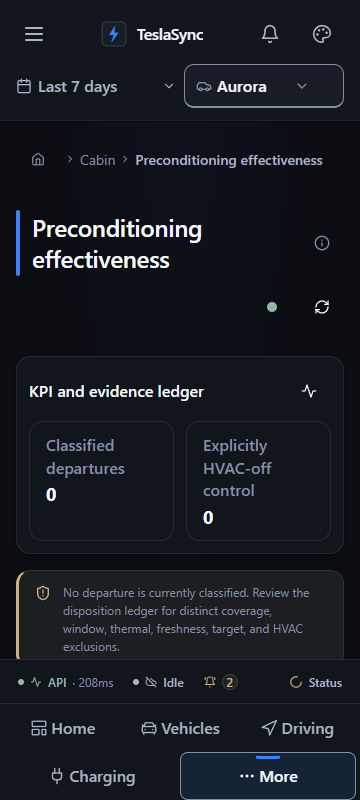 TeslaSync
Last 7 days
Aurora
Cabin
Preconditioning effectiveness
Preconditioning
effectiveness
KPI and evidence ledger
Classified
departures
0
Explicitly
HVAC-off
control
0
No departure is currently classified. Review the
disposition ledger for distinct coverage,
window, thermal, freshness, target, and HVAC
exclusions.
API · 208ms
Idle
2
Status
Home
Vehicles
Driving
Charging
More